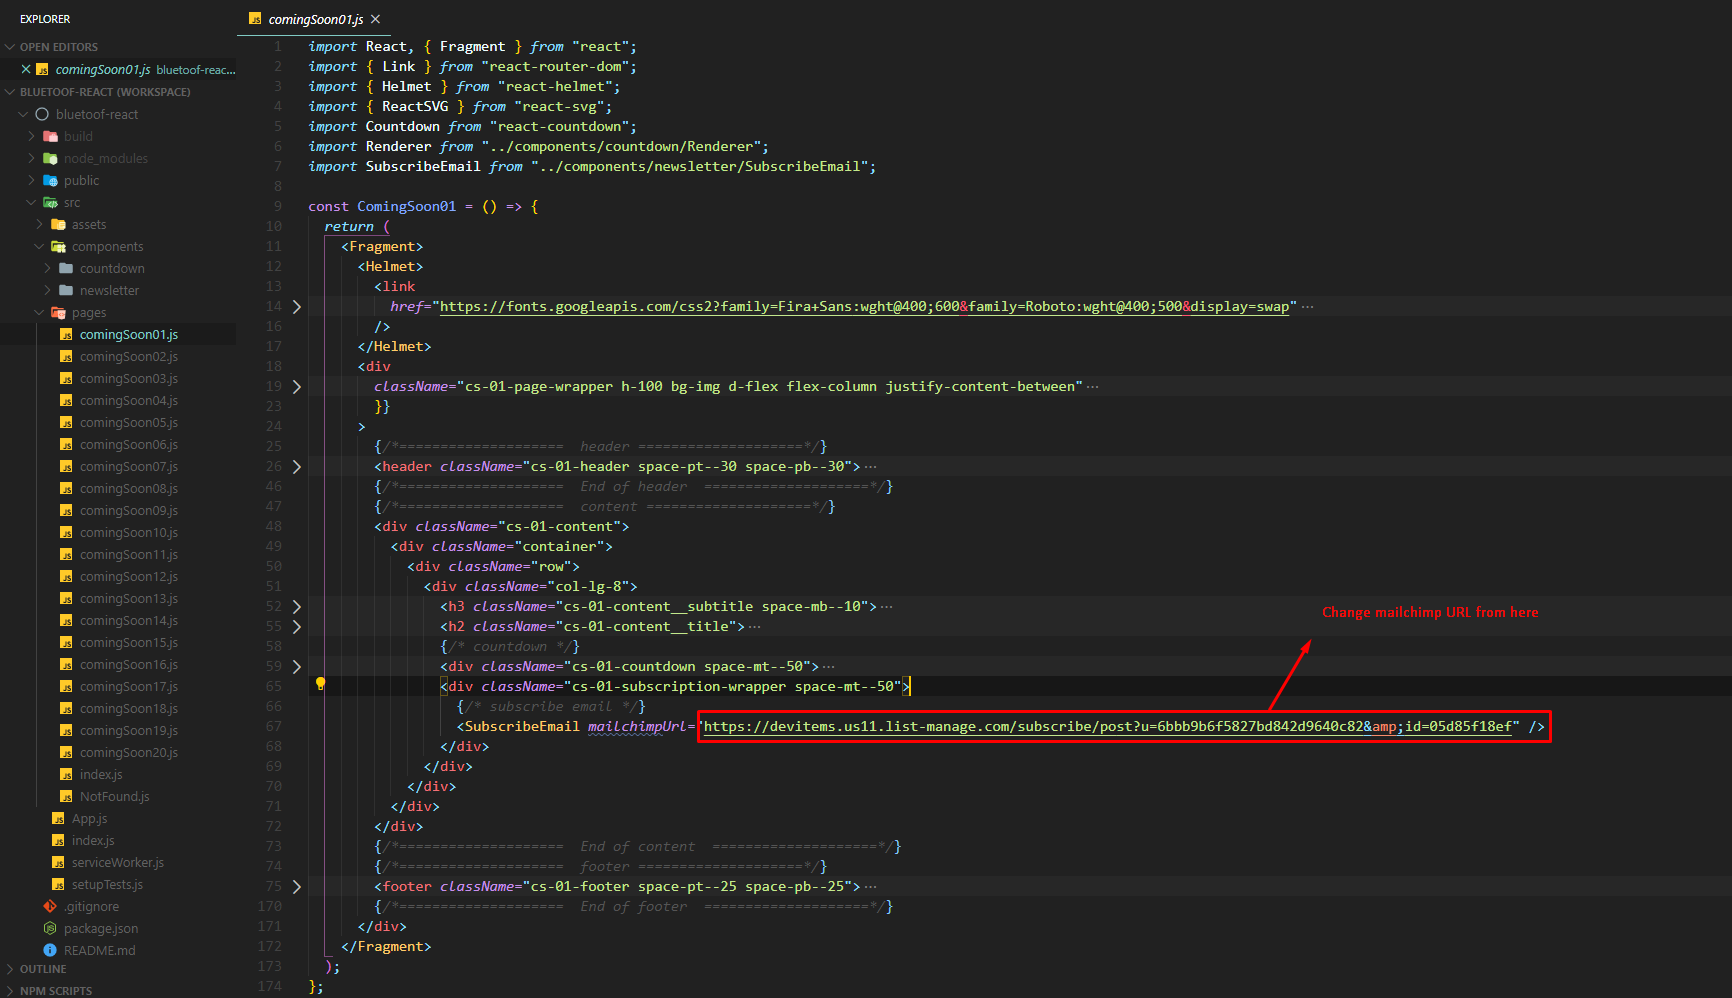 EXPLORER
OPEN EDITORS
comingSoon01.js bluetoof-reac...
BLUETOOF-REACT (WORKSPACE)
bluetoof-react
build
node_modules
public
src
assets
components
countdown
newsletter
pages
comingSoon01.js
comingSoon02.js
comingSoon03.js
comingSoon04.js
comingSoon05.js
comingSoon06.js
comingSoon07.js
comingSoon08.js
comingSoon09.js
comingSoon10.js
comingSoon11.js
comingSoon12.js
comingSoon13.js
comingSoon14.js
comingSoon15.js
comingSoon16.js
comingSoon17.js
comingSoon18.js
comingSoon19.js
comingSoon20.js
index.js
NotFound.js
App.js
index.js
serviceWorker.js
setupTests.js
.gitignore
package.json
README.md
OUTLINE
NPM SCRIPTS
comingSoon01.js
1 import React, { Fragment } from "react";
2 import { Link } from "react-router-dom";
3 import { Helmet } from "react-helmet";
4 import { ReactSVG } from "react-svg";
5 import Countdown from "react-countdown";
6 import Renderer from "../components/countdown/Renderer";
7 import SubscribeEmail from "../components/newsletter/SubscribeEmail";
8
9 const ComingSoon01 = () => {
10 return (
11 <Fragment>
12 <Helmet>
13 <link
14 href="https://fonts.googleapis.com/css2?family=Fira+Sans:wght@400;600&family=Roboto:wght@400;500&display=swap" ...
16 />
17 </Helmet>
18 <div
19 className="cs-01-page-wrapper h-100 bg-img d-flex flex-column justify-content-between" ...
23 }}
24 >
25 {/*==================== header ====================*/}
26 <header className="cs-01-header space-pt--30 space-pb--30"> ...
46 {/*==================== End of header ====================*/}
47 {/*==================== content ====================*/}
48 <div className="cs-01-content">
49 <div className="container">
50 <div className="row">
51 <div className="col-lg-8">
52 <h3 className="cs-01-content__subtitle space-mb--10"> ...
55 <h2 className="cs-01-content__title"> ...
58 {/* countdown */}
59 <div className="cs-01-countdown space-mt--50"> ...
65 <div className="cs-01-subscription-wrapper space-mt--50">
66 {/* subscribe email */}
67 <SubscribeEmail mailchimpUrl="https://devitems.us11.list-manage.com/subscribe/post?u=6bbb9b6f5827bd842d9640c82&amp;id=05d85f18ef" />
68 </div>
69 </div>
70 </div>
71 </div>
72 </div>
73 {/*==================== End of content ====================*/}
74 {/*==================== footer ====================*/}
75 <footer className="cs-01-footer space-pt--25 space-pb--25"> ...
170 {/*==================== End of footer ====================*/}
171 </div>
172 </Fragment>
173 );
174 };
Change mailchimp URL from here